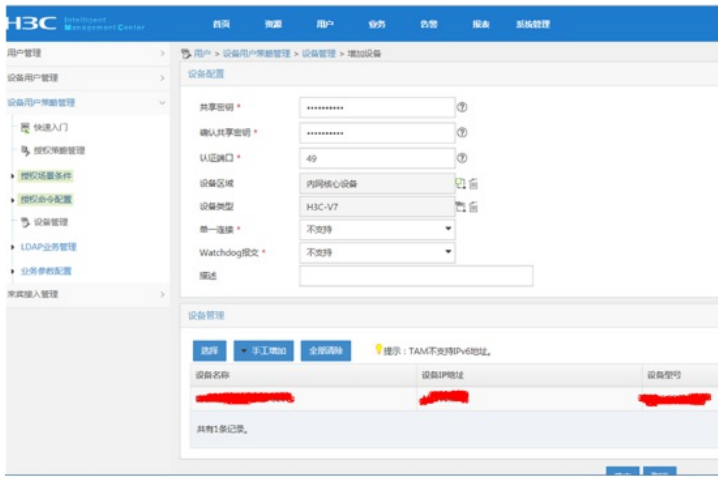 H3C Intelligent Management Center
首页 资源 用户 业务 告警 报表 系统管理
用户管理
设备用户管理
设备用户策略管理
快速入门
授权策略管理
授权场景条件
授权命令配置
设备管理
LDAP业务管理
业务参数配置
来宾接入管理
用户 > 设备用户策略管理 > 设备管理 > 增加设备
设备配置
共享密钥 * ••••••••••
确认共享密钥 * ••••••••••
认证端口 * 49
设备区域 内网核心设备
设备类型 H3C-V7
单一连接 * 不支持
Watchdog报文 * 不支持
描述
设备管理
选择 手工增加 全部清除 提示：TAM不支持IPv6地址。
设备名称 设备IP地址 设备型号
共有1条记录。